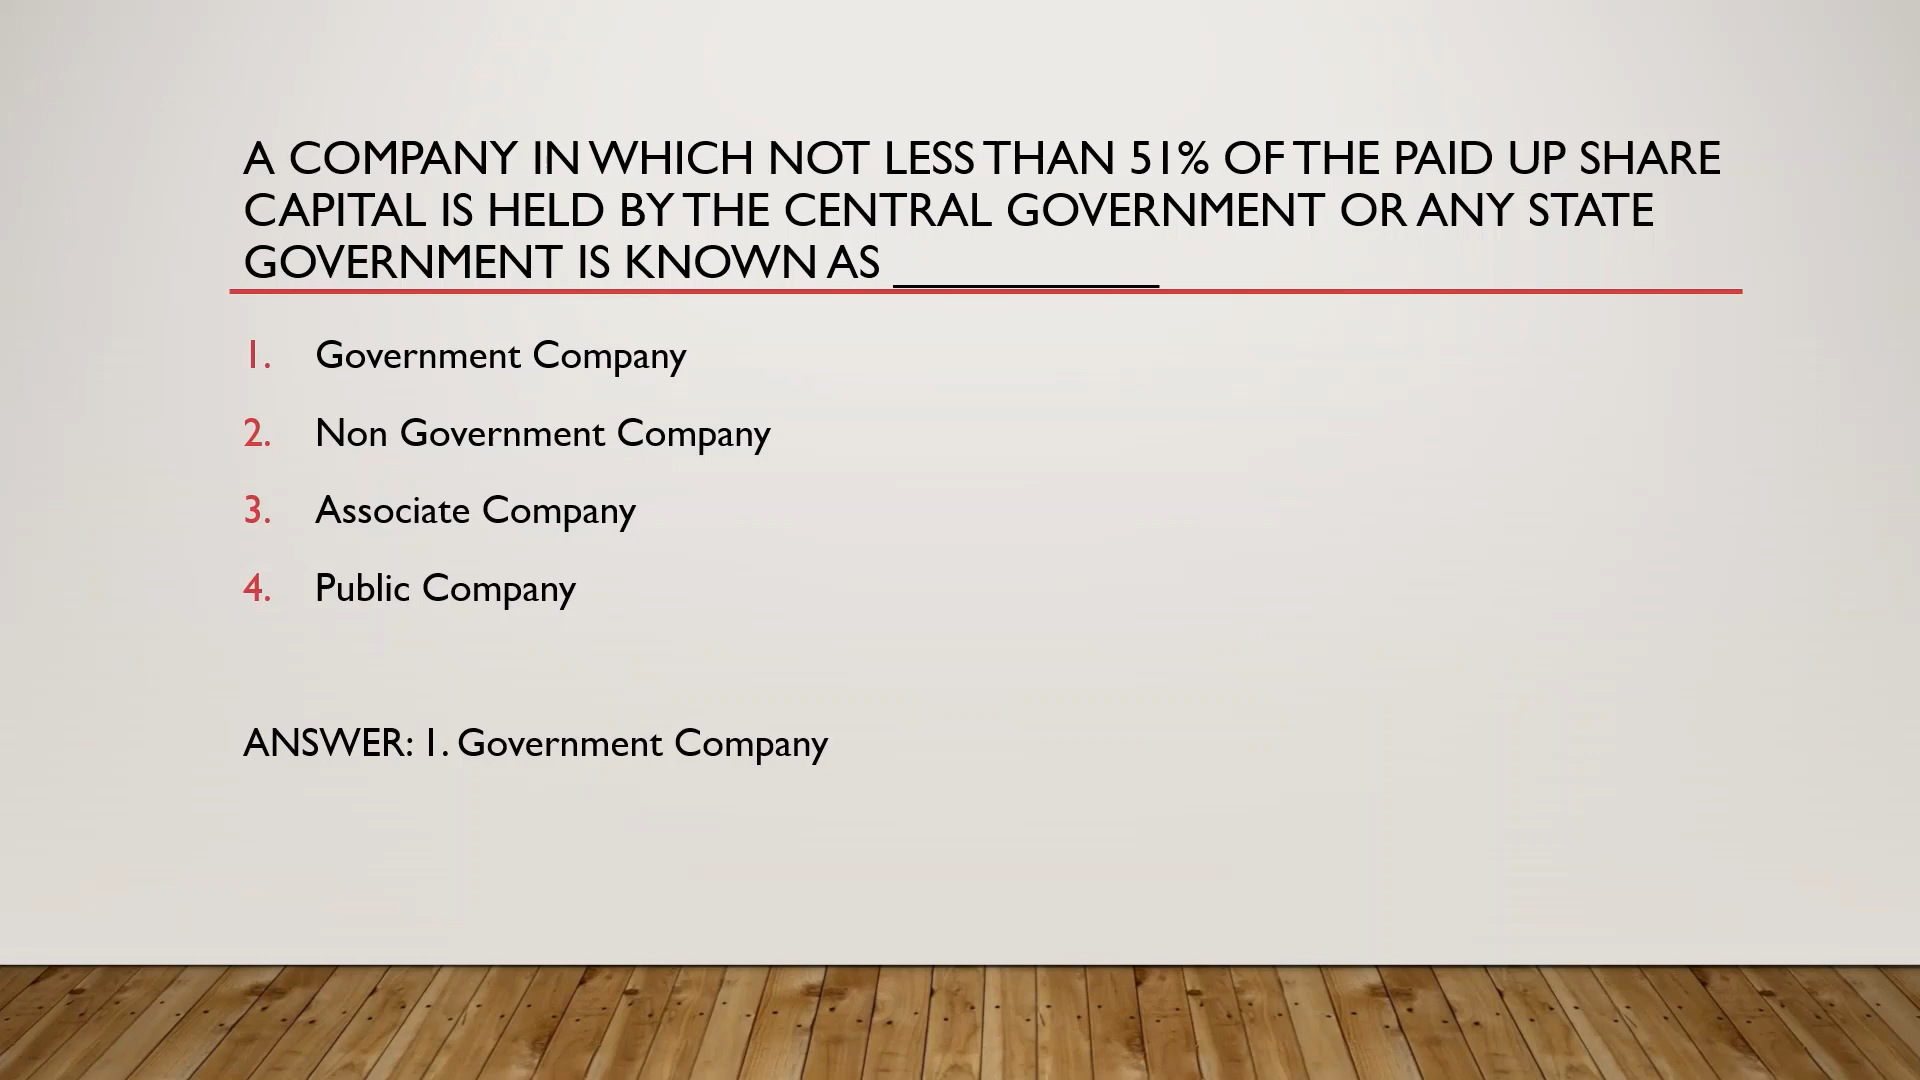 A COMPANY IN WHICH NOT LESS THAN 51% OF THE PAID UP SHARE
CAPITAL IS HELD BY THE CENTRAL GOVERNMENT OR ANY STATE
GOVERNMENT IS KNOWN AS ___________
1. Government Company
2. Non Government Company
3. Associate Company
4. Public Company
ANSWER: 1. Government Company